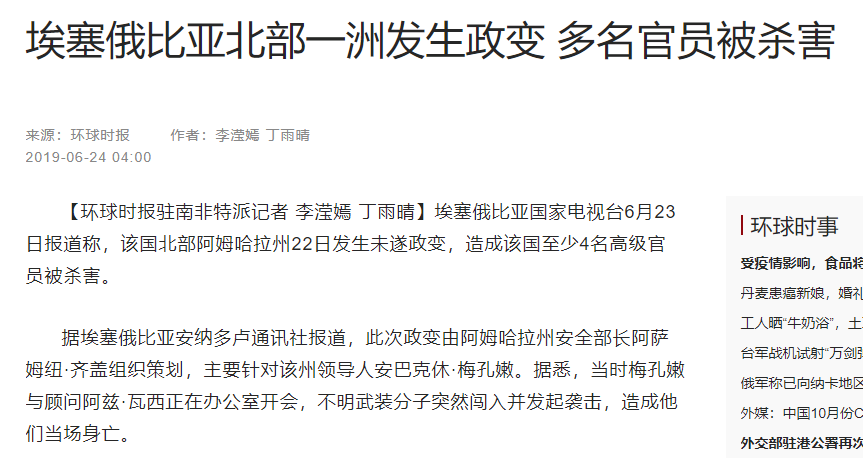 埃塞俄比亚北部一洲发生政变 多名官员被杀害
来源：环球时报 作者：李滢嫣 丁雨晴
2019-06-24 04:00
【环球时报驻南非特派记者 李滢嫣 丁雨晴】埃塞俄比亚国家电视台6月23
日报道称，该国北部阿姆哈拉州22日发生未遂政变，造成该国至少4名高级官
员被杀害。
据埃塞俄比亚安纳多卢通讯社报道，此次政变由阿姆哈拉州安全部长阿萨
姆纽·齐盖组织策划，主要针对该州领导人安巴克休·梅孔嫩。据悉，当时梅孔嫩
与顾问阿兹·瓦西正在办公室开会，不明武装分子突然闯入并发起袭击，造成他
们当场身亡。
环球时事
受疫情影响，食品将
丹麦患癌新娘，婚礼
工人晒“牛奶浴”，土
台军战机试射“万剑弹
俄军称已向纳卡地区
外媒：中国10月份C
外交部驻港公署再次